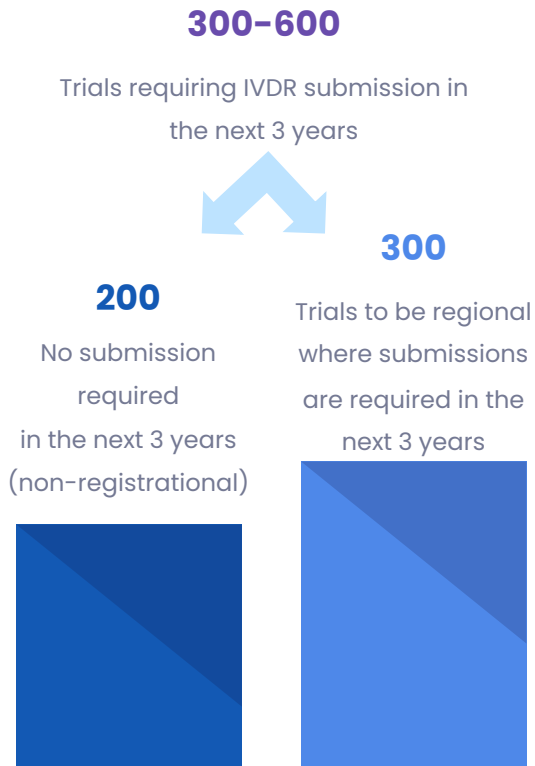 300-600
Trials requiring IVDR submission in
the next 3 years
200
No submission
required
in the next 3 years
(non-registrational)
300
Trials to be regional
where submissions
are required in the
next 3 years